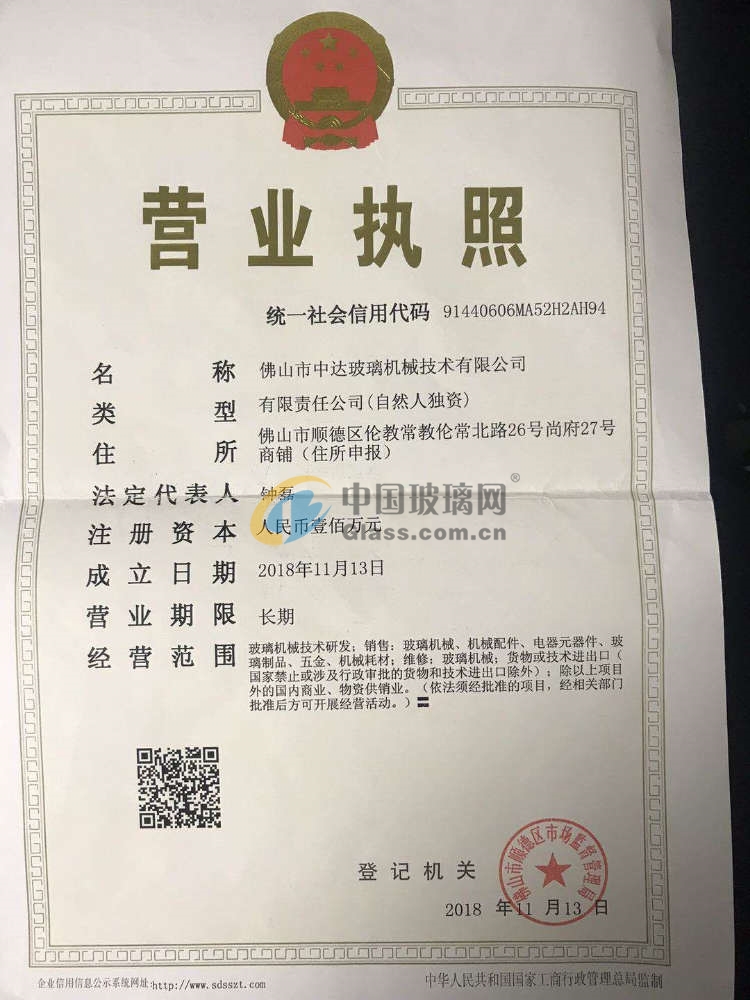 营业执照
统一社会信用代码 91440606MA52H2AH94
名称 佛山市中达玻璃机械技术有限公司
类型 有限责任公司(自然人独资)
住所 佛山市顺德区伦教常教伦常北路26号尚府27号
商铺（住所申报）
法定代表人 钟磊
中国玻璃网®
Glass.com.cn
注册资本 人民币壹佰万元
成立日期 2018年11月13日
营业期限 长期
经营范围 玻璃机械技术研发；销售：玻璃机械、机械配件、电器元器件、玻
璃制品、五金、机械耗材；维修：玻璃机械；货物或技术进出口（
国家禁止或涉及行政审批的货物和技术进出口除外）；除以上项目
外的国内商业、物资供销业。（依法须经批准的项目，经相关部门
批准后方可开展经营活动。）〓
登记机关
佛山市顺德区市场监督管理局
2018 年 11 月 13 日
企业信用信息公示系统网址:http://www.sdsszt.com
中华人民共和国国家工商行政管理总局监制